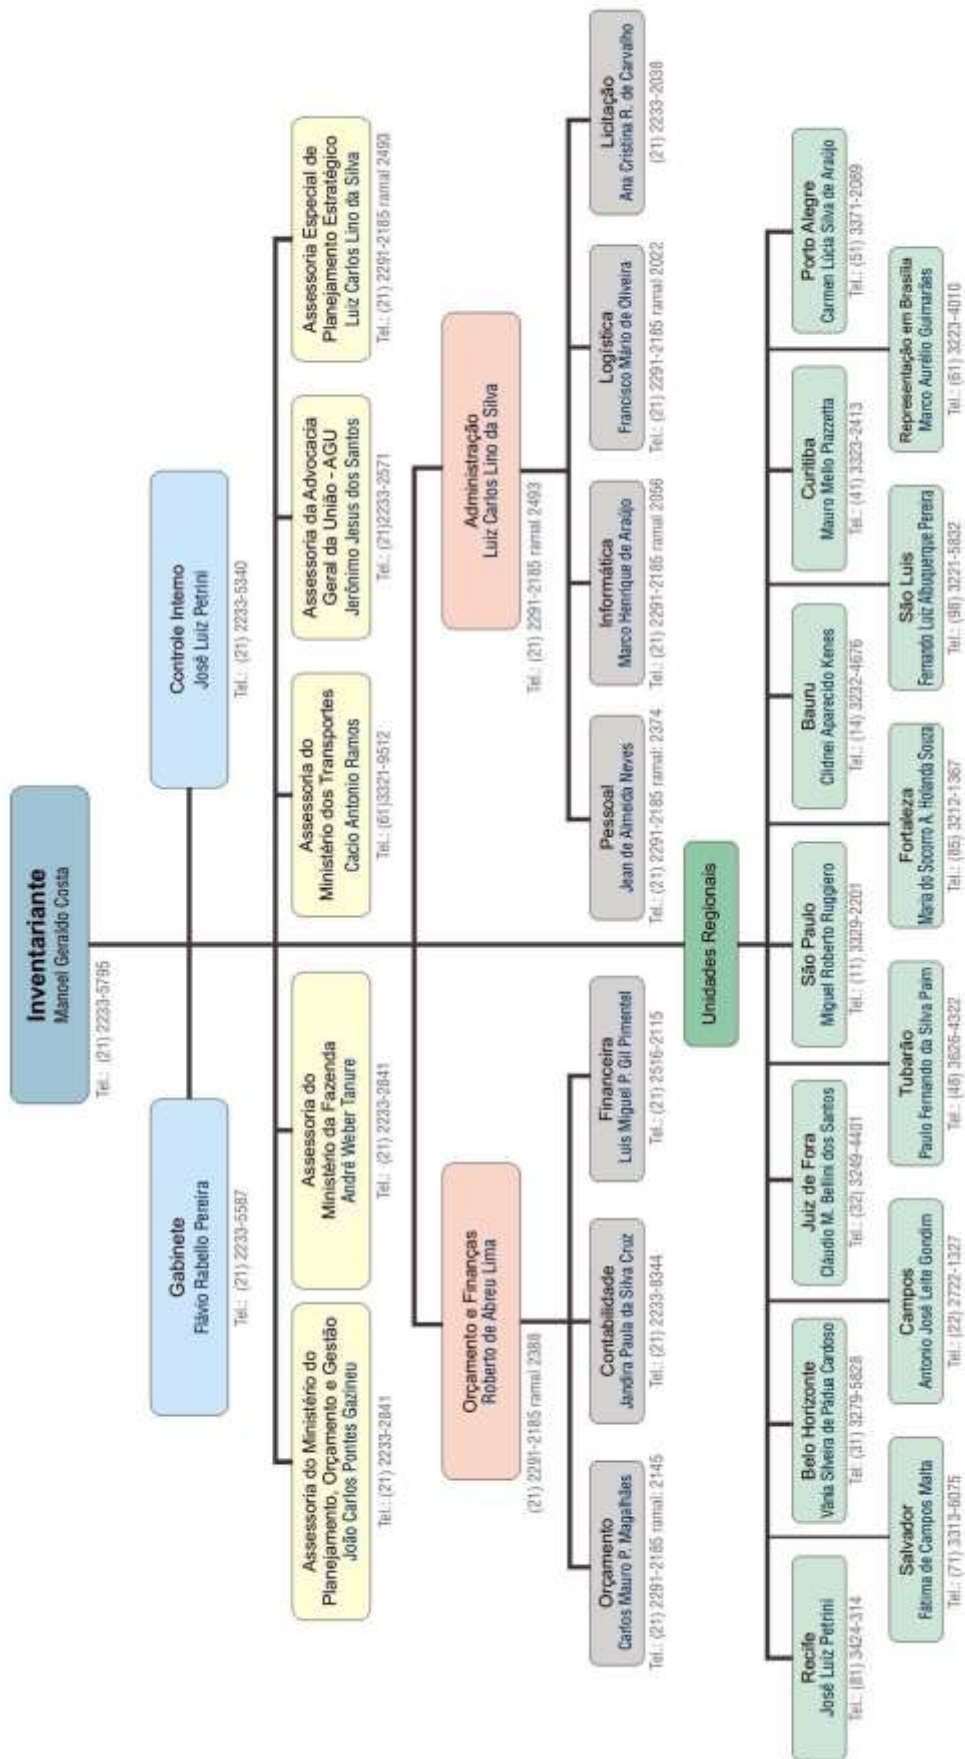 Inventariante
Manoel Geraldo Costa
Tel.: (21) 2233-5795
Gabinete
Flávio Rabello Pereira
Tel.: (21) 2233-5587
Controle Interno
José Luiz Petrini
Tel.: (21) 2233-5340
Assessoria do Ministério do
Planejamento, Orçamento e Gestão
João Carlos Pontes Gazineu
Tel.: (21) 2233-2841
Assessoria do
Ministério da Fazenda
André Weber Tanure
Tel.: (21) 2233-2841
Assessoria do
Ministério dos Transportes
Cacio Antonio Ramos
Tel.: (61)3321-9512
Assessoria da Advocacia
Geral da União - AGU
Jerônimo Jesus dos Santos
Tel.: (21)2233-2571
Assessoria Especial de
Planejamento Estratégico
Luiz Carlos Lino da Silva
Tel.: (21) 2291-2185 ramal 2493
Orçamento e Finanças
Roberto de Abreu Lima
(21) 2291-2185 ramal 2388
Administração
Luiz Carlos Lino da Silva
Tel.: (21) 2291-2185 ramal 2493
Orçamento
Carlos Mauro P. Magalhães
Tel.: (21) 2291-2185 ramal: 2145
Contabilidade
Jandira Paula da Silva Cruz
Tel.: (21) 2233-8344
Financeira
Luis Miguel P. Gil Pimentel
Tel.: (21) 2516-2115
Pessoal
Jean de Almeida Neves
Tel.: (21) 2291-2185 ramal: 2374
Informática
Marco Henrique de Araújo
Tel.: (21) 2291-2185 ramal 2056
Logística
Francisco Mário de Oliveira
Tel.: (21) 2291-2185 ramal 2022
Licitação
Ana Cristina R. de Carvalho
(21) 2233-2038
Unidades Regionais
Recife
José Luiz Petrini
Tel.: (81) 3424-314
Belo Horizonte
Vânia Silveira de Pádua Cardoso
Tel. (31) 3279-5828
Juiz de Fora
Cláudio M. Bellini dos Santos
Tel.: (32) 3249-4401
São Paulo
Miguel Roberto Ruggiero
Tel.: (11) 3329-2201
Bauru
Clidnei Aparecido Kenes
Tel.: (14) 3232-4676
Curitiba
Mauro Mello Piazzetta
Tel.: (41) 3323-2413
Porto Alegre
Carmen Lúcia Silva de Araújo
Tel.: (51) 3371-2069
Salvador
Fátima de Campos Malta
Tel.: (71) 3313-6075
Campos
Antonio José Leite Gondim
Tel.: (22) 2722-1327
Tubarão
Paulo Fernando da Silva Paim
Tel.: (48) 3626-4322
Fortaleza
Maria do Socorro A. Holanda Souza
Tel.: (85) 3212-1367
São Luis
Fernando Luiz Albuquerque Pereira
Tel.: (98) 3221-5832
Representação em Brasília
Marco Aurélio Guimarães
Tel.: (61) 3223-4010